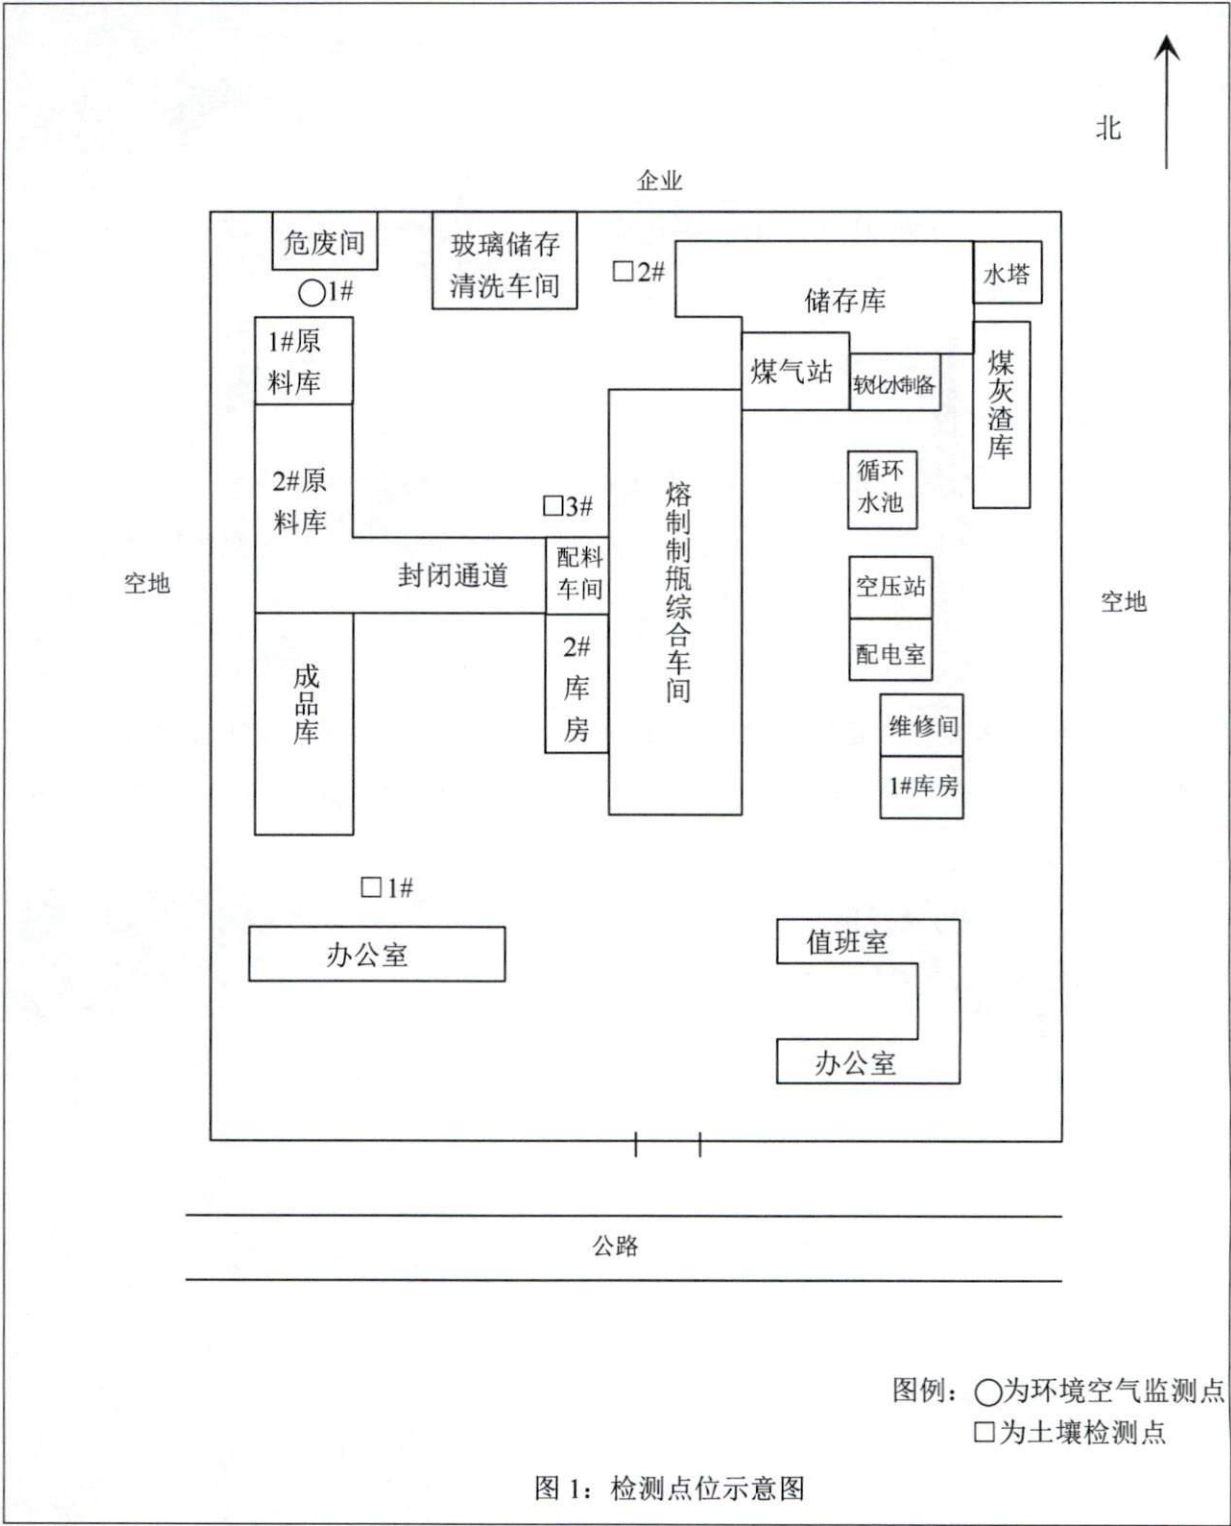 北
企业
危废间
玻璃储存
清洗车间
□2#
水塔
储存库
○1#
1#原
料库
煤气站
软化水制备
煤灰渣库
2#原
料库
循环
水池
□3#
熔制制瓶综合车间
配料
车间
封闭通道
空地
空压站
空地
配电室
2#
库
房
成品库
维修间
1#库房
□1#
办公室
值班室
办公室
公路
图例：○为环境空气监测点
□为土壤检测点
图 1：检测点位示意图